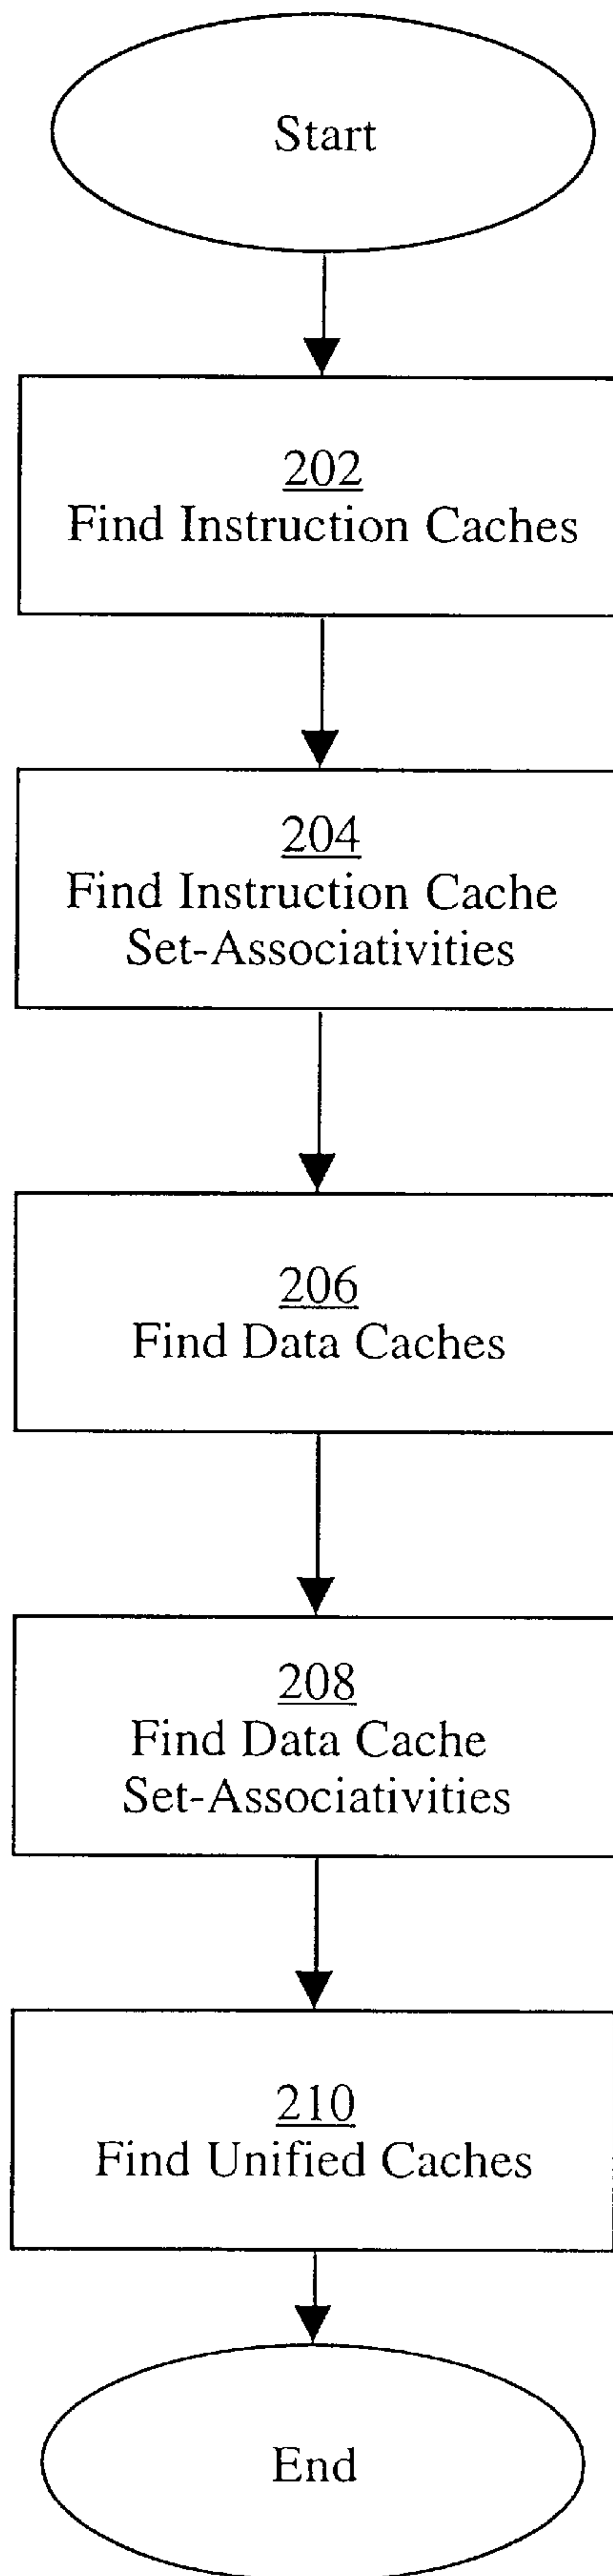 Start
202
Find Instruction Caches
204
Find Instruction Cache
Set-Associativities
206
Find Data Caches
208
Find Data Cache
Set-Associativities
210
Find Unified Caches
End